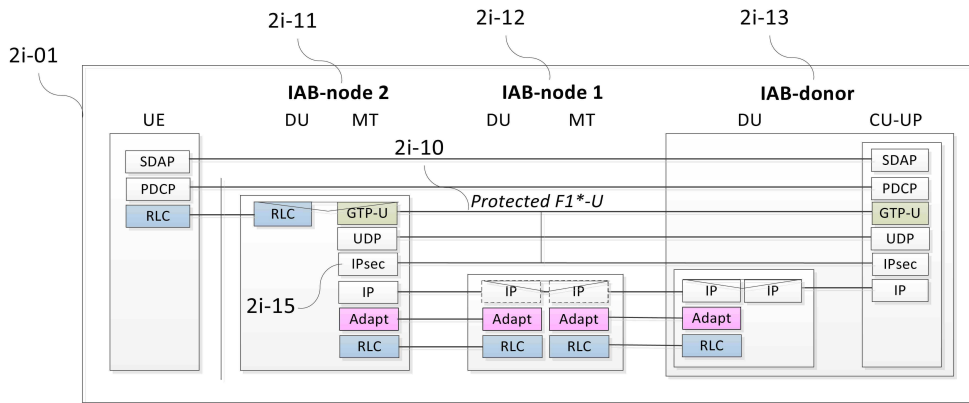 2i-11 2i-12 2i-13
2i-01
IAB-node 2 IAB-node 1 IAB-donor
UE DU MT DU MT DU CU-UP
2i-10
SDAP SDAP
PDCP PDCP
Protected F1*-U
RLC RLC GTP-U GTP-U
UDP UDP
IPsec IPsec
2i-15 IP IP IP IP IP IP
Adapt Adapt Adapt Adapt
RLC RLC RLC RLC